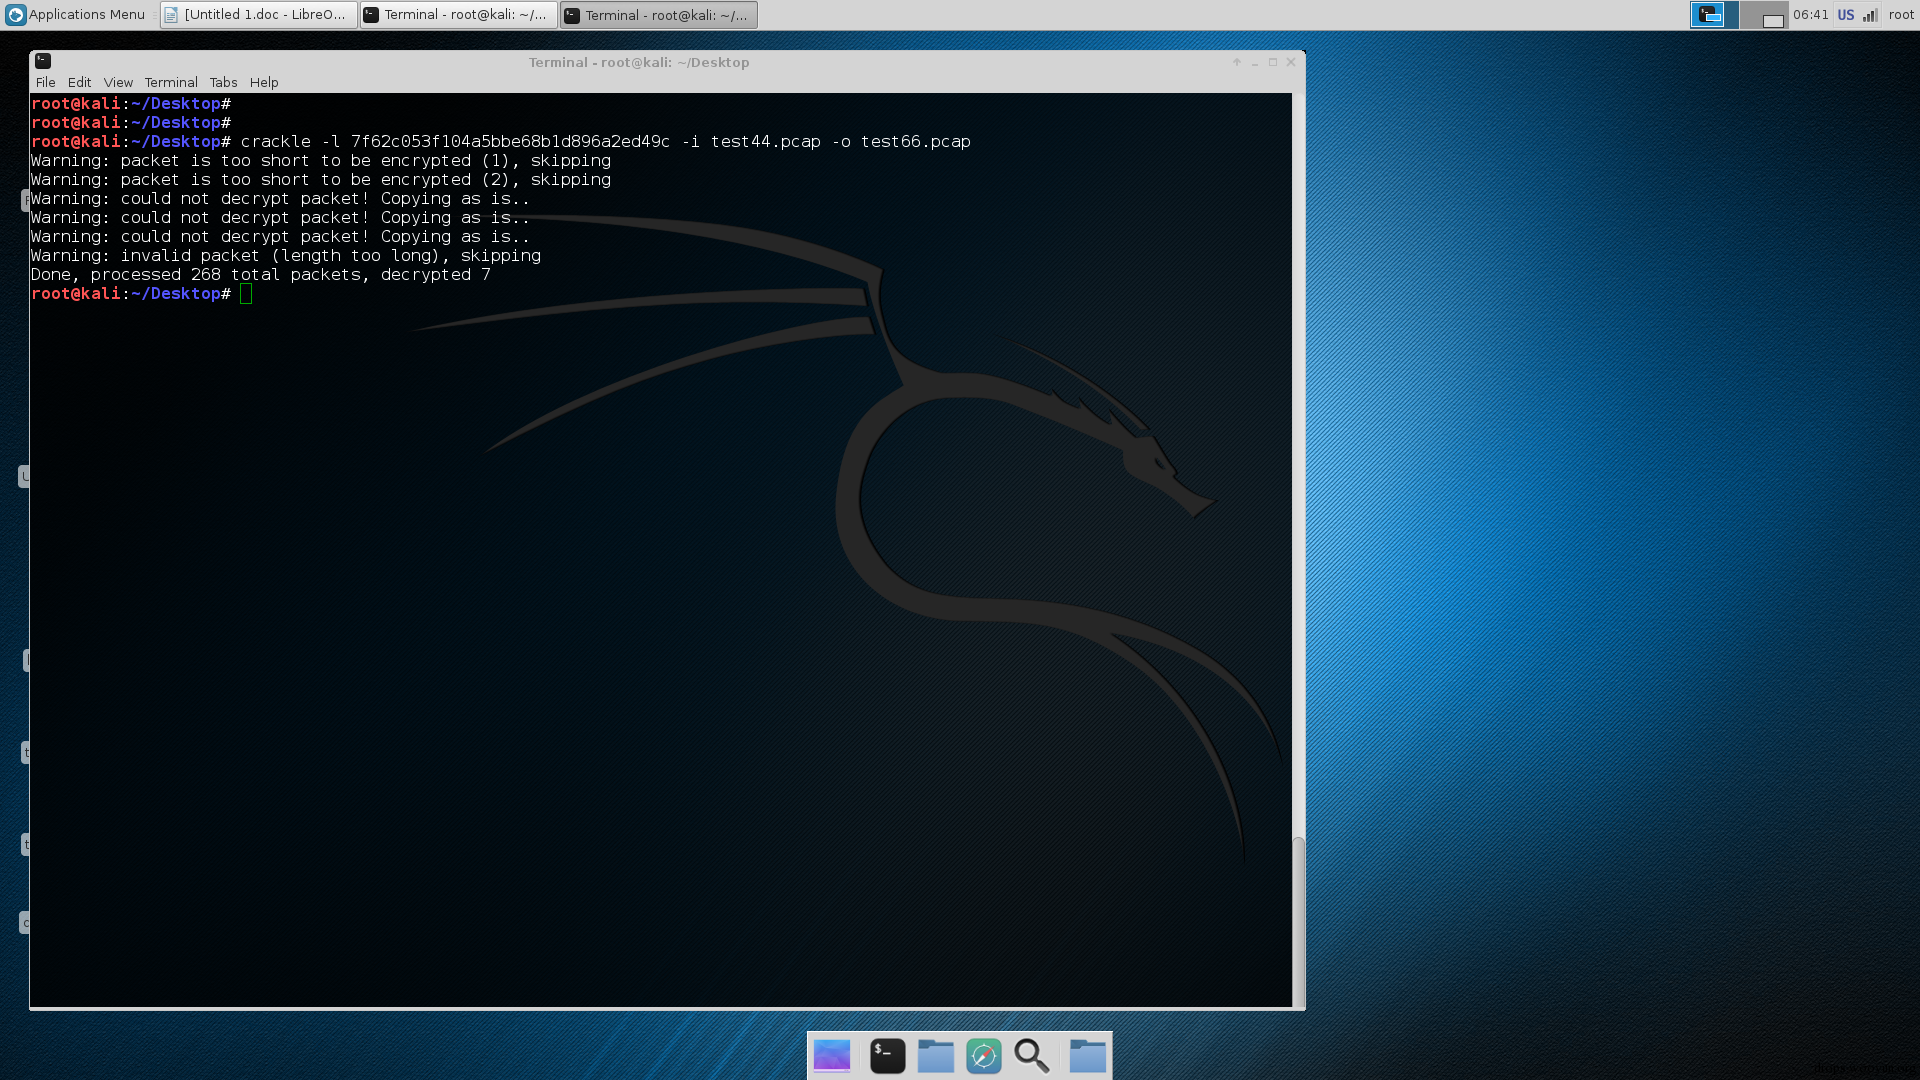 Applications Menu
[Untitled 1.doc - LibreO...
Terminal - root@kali: ~/...
Terminal - root@kali: ~/...
06:41
US
root
Terminal - root@kali: ~/Desktop
File Edit View Terminal Tabs Help
root@kali:~/Desktop#
root@kali:~/Desktop#
root@kali:~/Desktop# crackle -l 7f62c053f104a5bbe68b1d896a2ed49c -i test44.pcap -o test66.pcap
Warning: packet is too short to be encrypted (1), skipping
Warning: packet is too short to be encrypted (2), skipping
Warning: could not decrypt packet! Copying as is..
Warning: could not decrypt packet! Copying as is..
Warning: could not decrypt packet! Copying as is..
Warning: invalid packet (length too long), skipping
Done, processed 268 total packets, decrypted 7
root@kali:~/Desktop#
$_